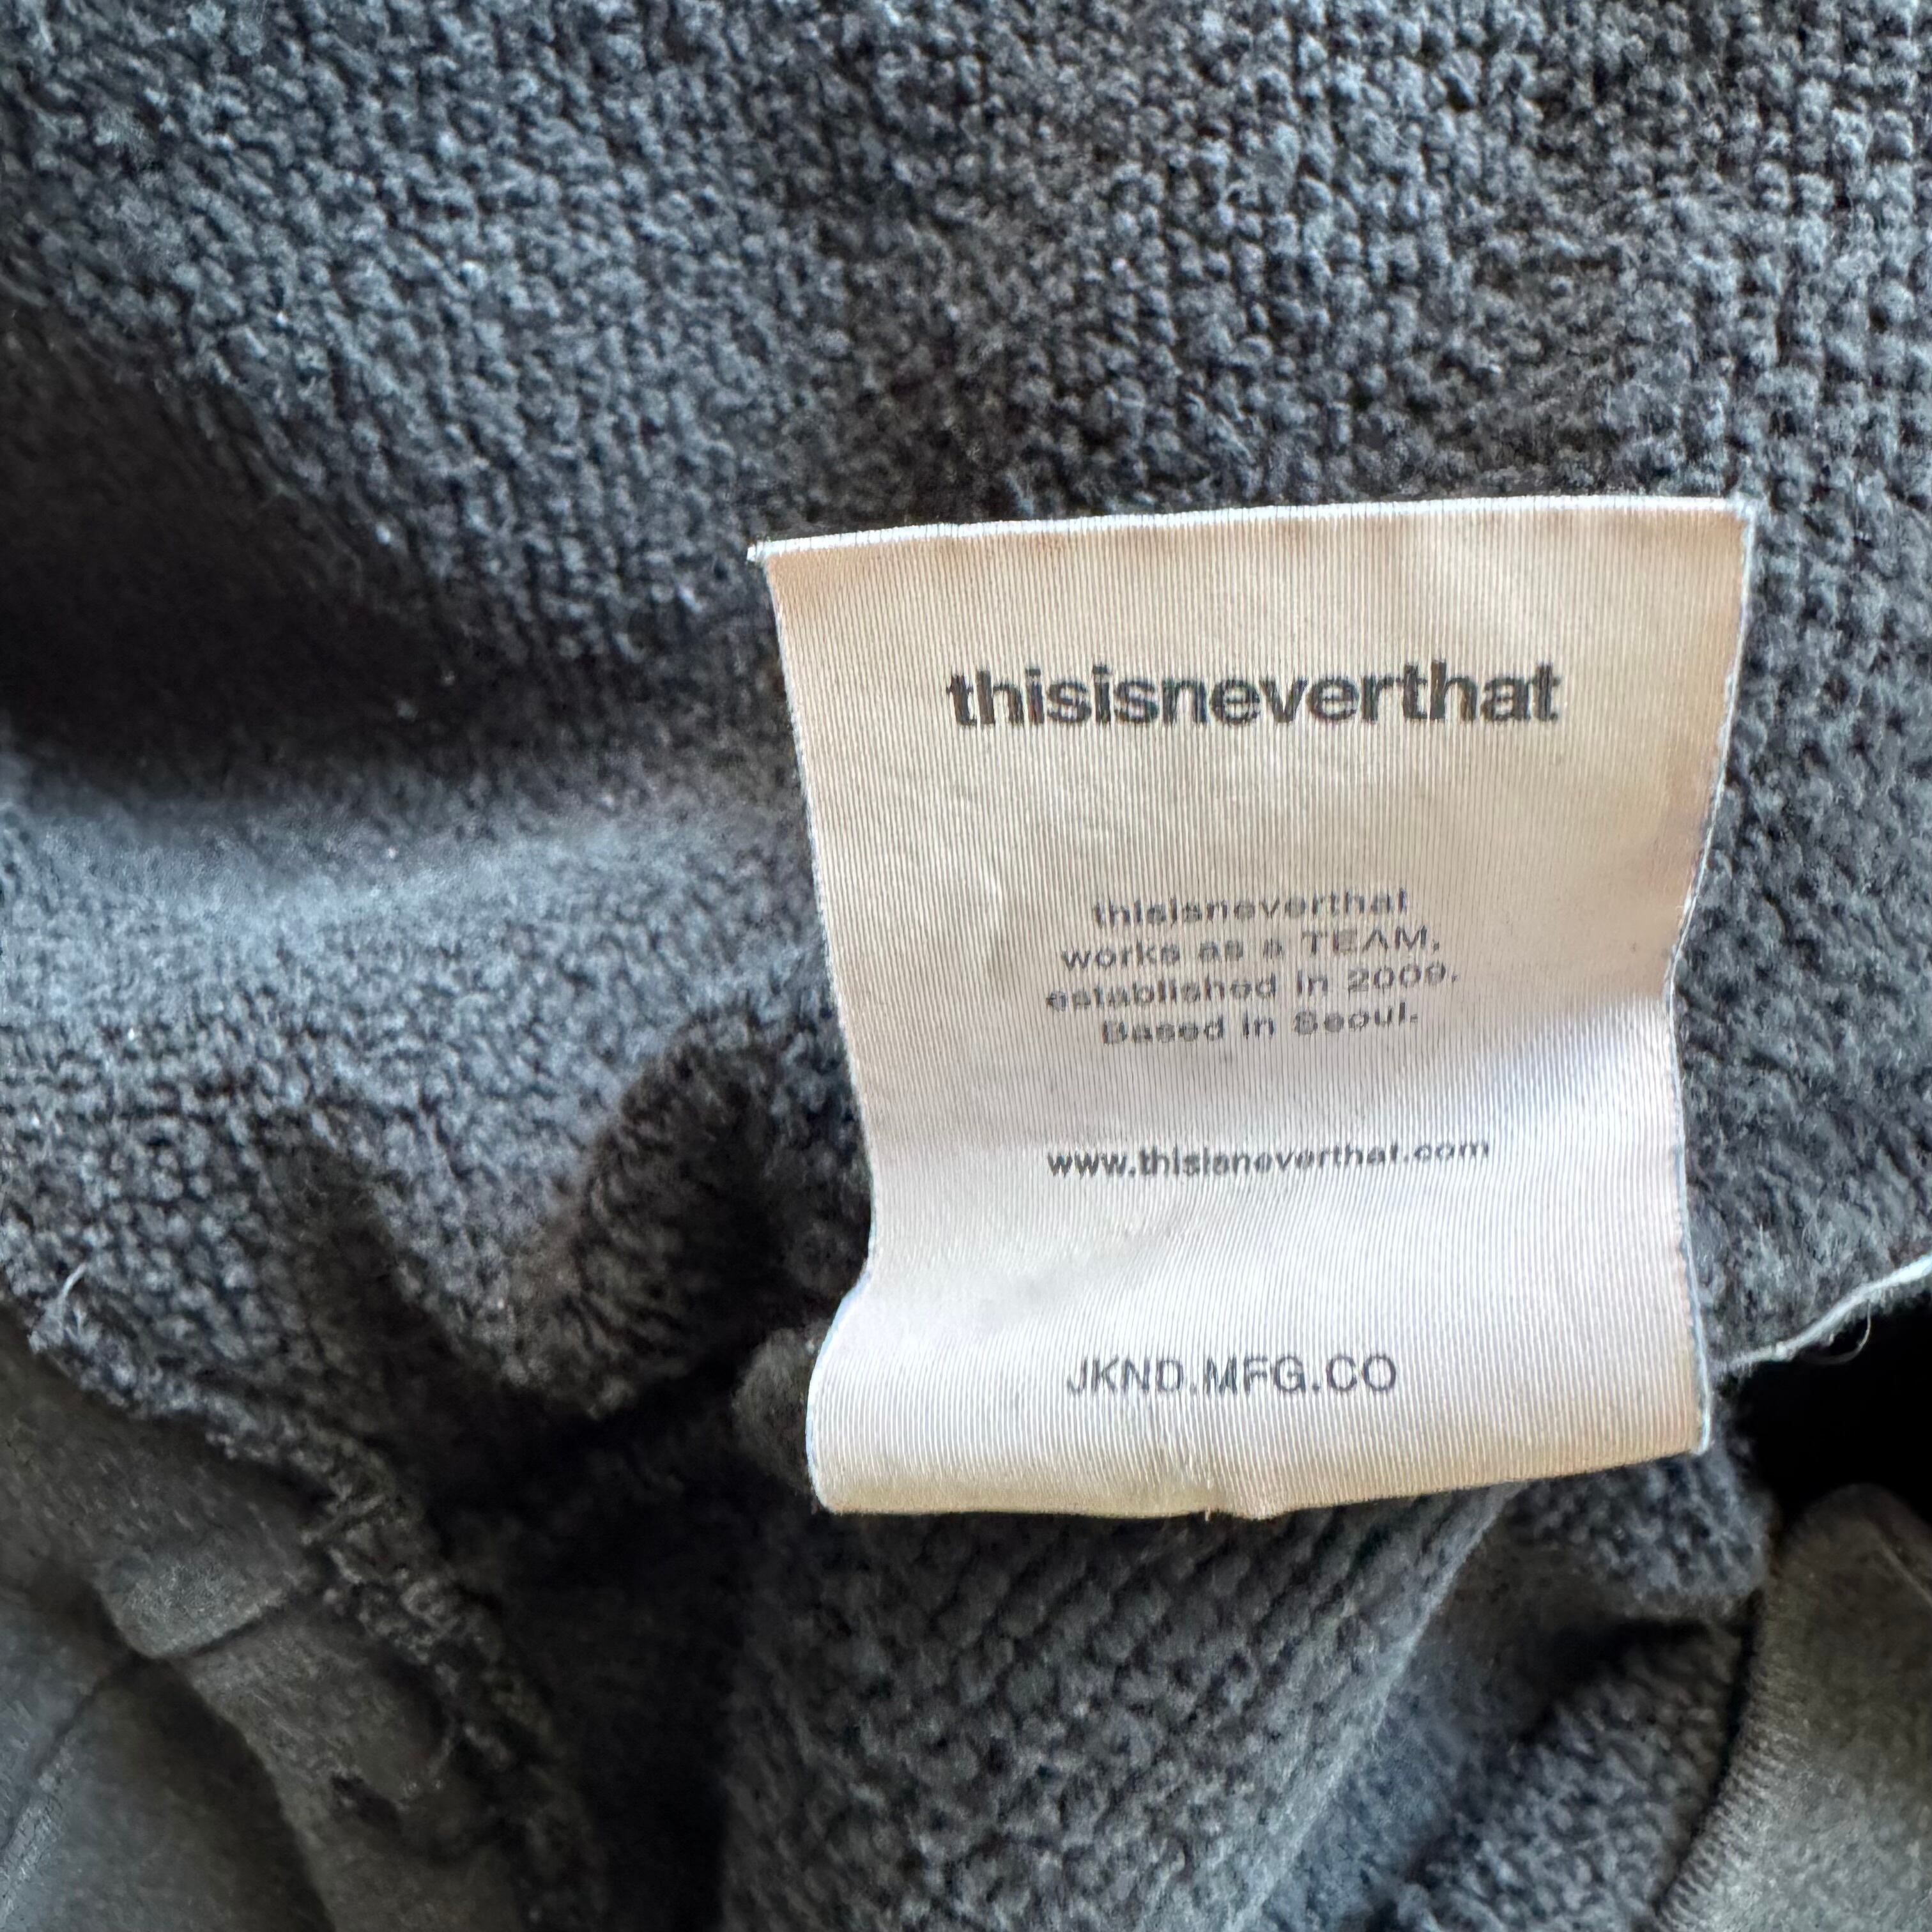 thisisneverthat
thisisneverthat
works as a TEAM,
established in 2009.
Based in Seoul.
www.thisisneverthat.com
JKND.MFG.CO